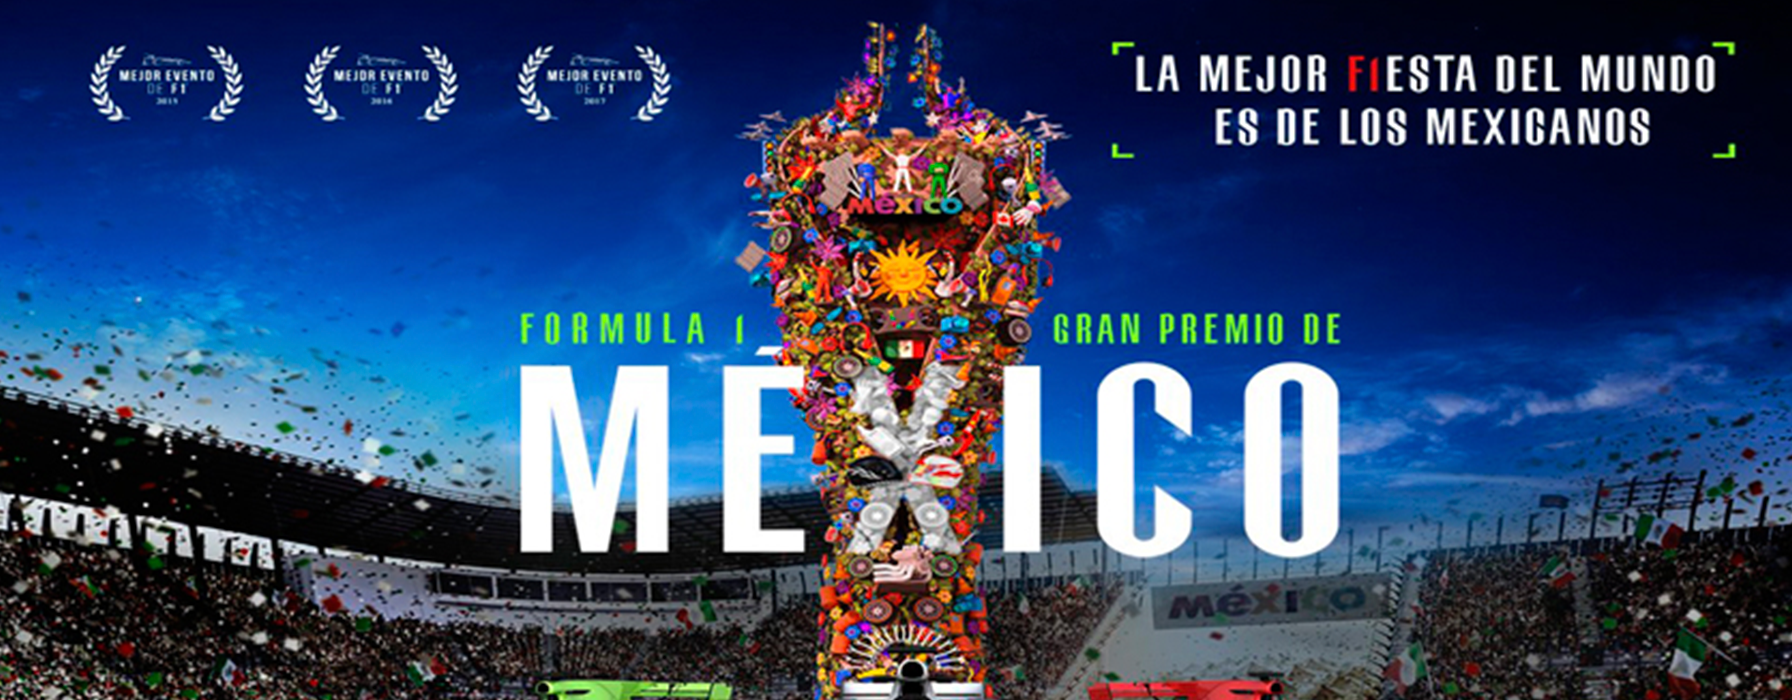 MEJOR EVENTO
DE F1
2015
MEJOR EVENTO
DE F1
2016
MEJOR EVENTO
DE F1
2017
LA MEJOR F1ESTA DEL MUNDO
ES DE LOS MEXICANOS
México
FORMULA 1 GRAN PREMIO DE
MÉXICO
México